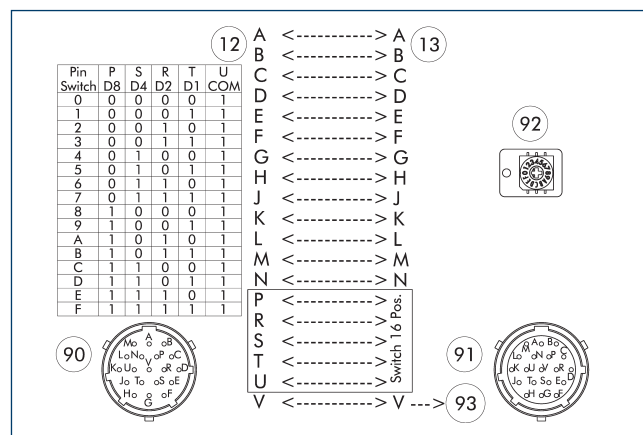 12 A <-----------> A 13
B <-----------> B
C <-----------> C
D <-----------> D
E <-----------> E
F <-----------> F
G <-----------> G
H <-----------> H
J <-----------> J
K <-----------> K
L <-----------> L
M <-----------> M
N <-----------> N
P <----------->
R <----------->
S <----------->
T <----------->
U <----------->
Switch 16 Pos.
V <-----------> V ---> 93
Pin P S R T U
Switch D8 D4 D2 D1 COM
0 0 0 0 0 1
1 0 0 0 1 1
2 0 0 1 0 1
3 0 0 1 1 1
4 0 1 0 0 1
5 0 1 0 1 1
6 0 1 1 0 1
7 0 1 1 1 1
8 1 0 0 0 1
9 1 0 0 1 1
A 1 0 1 0 1
B 1 0 1 1 1
C 1 1 0 0 1
D 1 1 0 1 1
E 1 1 1 0 1
F 1 1 1 1 1
92
90
M A B
L N P C
V
K U R D
J T S E
H G F
91
M A B
L N P C
K U V R D
J T S E
H G F